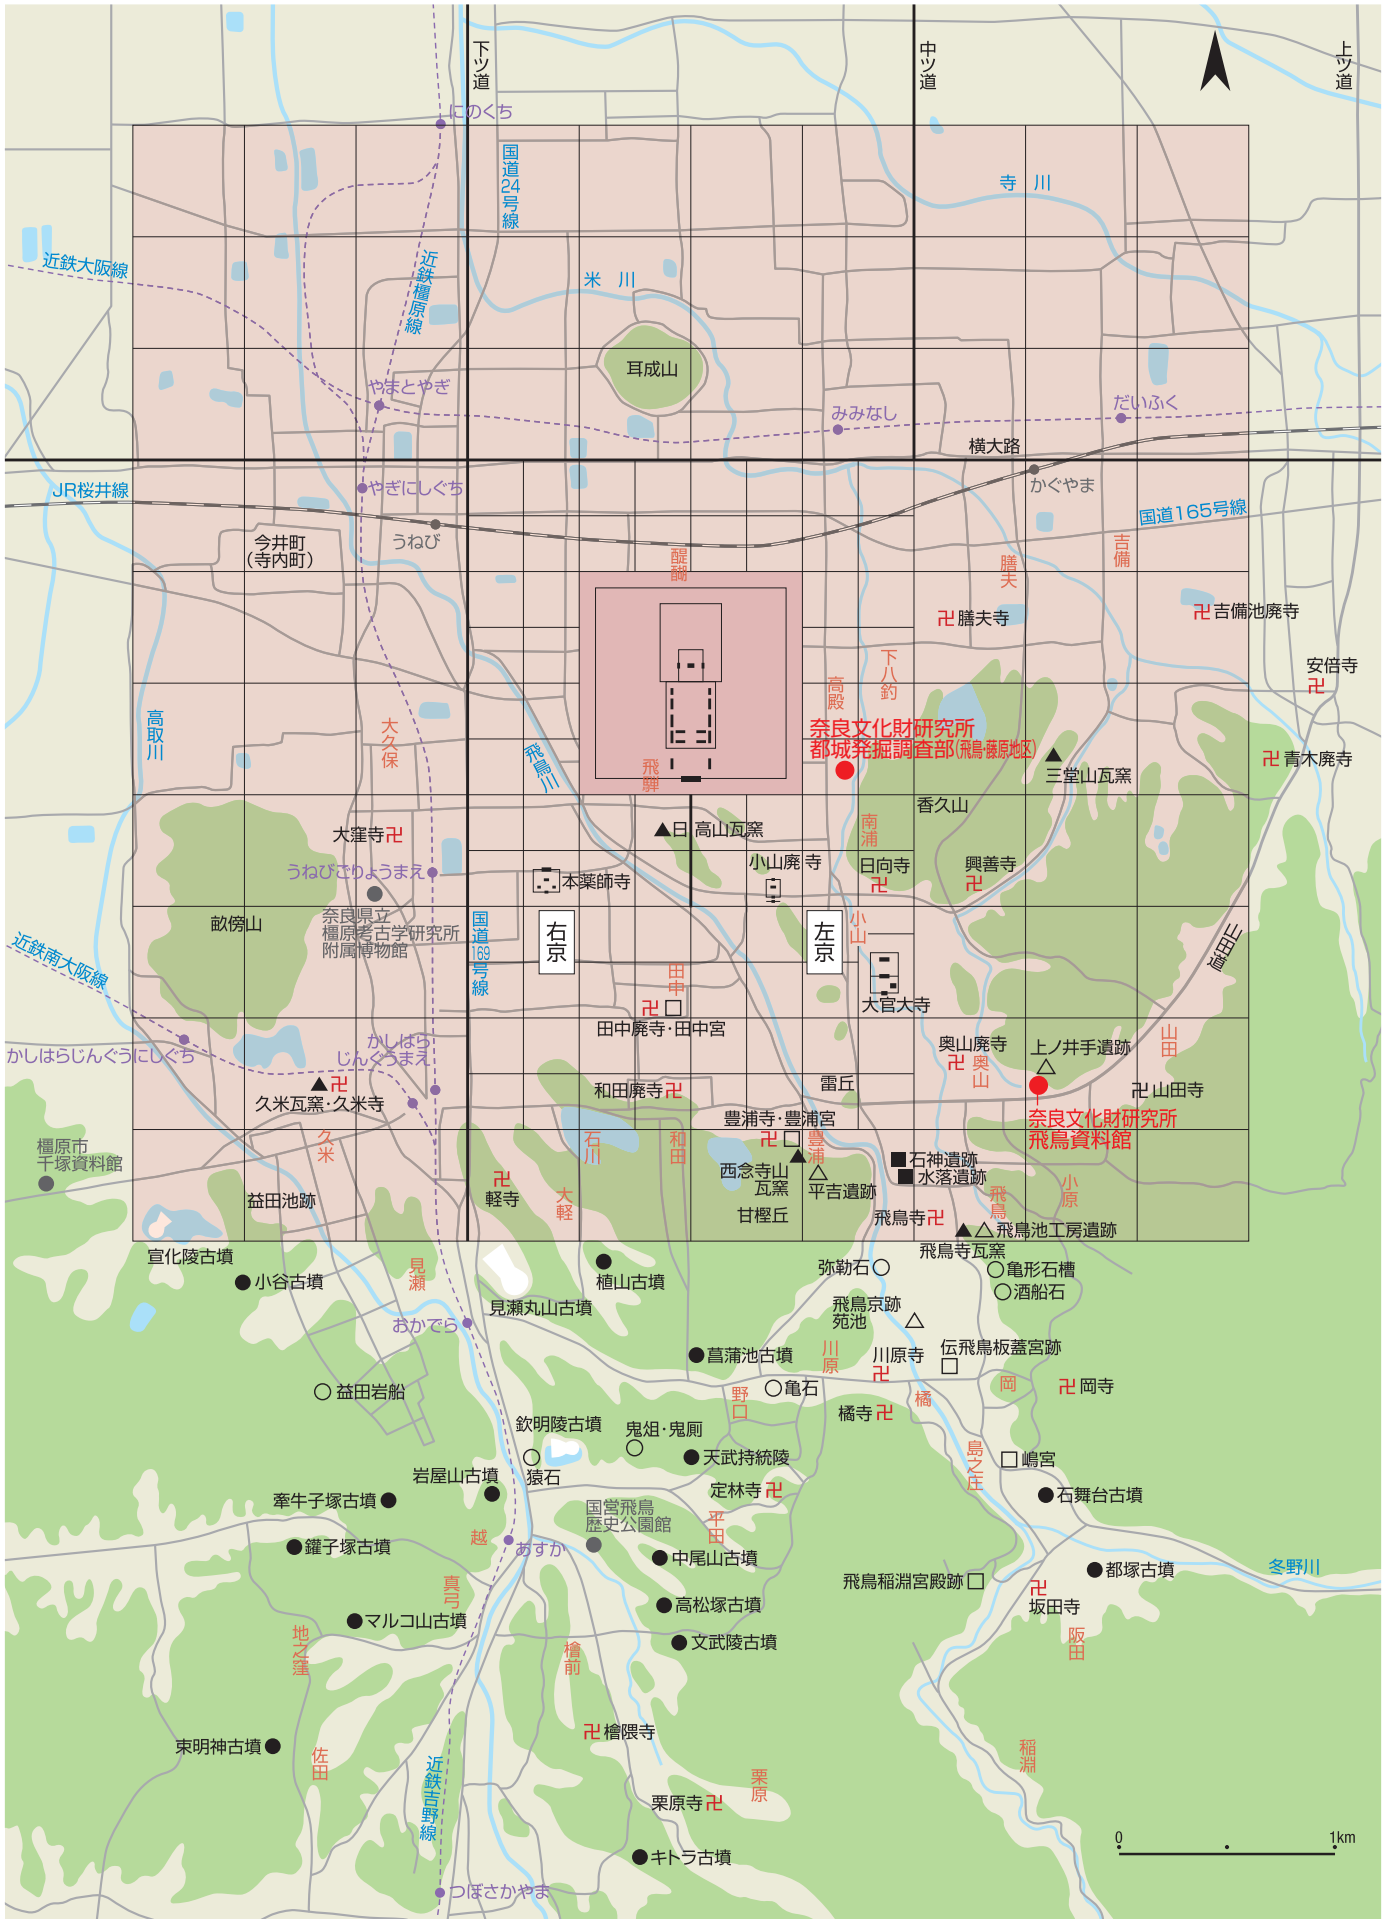 下ツ道
中ツ道
上ツ道
にのくち
国道24号線
寺 川
近鉄大阪線
近鉄橿原線
米 川
耳成山
やまとやぎ
みみなし
だいふく
横大路
JR桜井線
やぎにしぐち
かぐやま
国道165号線
今井町
(寺内町)
うねび
醍醐
膳夫
吉備
膳夫寺
吉備池廃寺
下八釣
安倍寺
高殿
高取川
大久保
飛鳥川
飛騨
奈良文化財研究所
都城発掘調査部(飛鳥・藤原地区)
三堂山瓦窯
青木廃寺
香久山
大窪寺
日高山瓦窯
南浦
小山廃寺
日向寺
興善寺
うねびごりょうまえ
本薬師寺
畝傍山
奈良県立
橿原考古学研究所
附属博物館
国道169号線
右京
左京
小山
山田道
近鉄南大阪線
田中
大官大寺
田中廃寺・田中宮
かしはらじんぐうにしぐち
かしはら
じんぐうまえ
奥山廃寺
奥山
上ノ井手遺跡
山田
久米瓦窯・久米寺
和田廃寺
雷丘
山田寺
豊浦寺・豊浦宮
奈良文化財研究所
飛鳥資料館
橿原市
千塚資料館
久米
石川
和田
豊浦
石神遺跡
水落遺跡
西念寺山
瓦窯
平吉遺跡
小原
益田池跡
軽寺
大軽
甘樫丘
飛鳥寺
飛鳥
飛鳥池工房遺跡
飛鳥寺瓦窯
宣化陵古墳
小谷古墳
見瀬
植山古墳
弥勒石
亀形石槽
酒船石
見瀬丸山古墳
飛鳥京跡
苑池
おかでら
菖蒲池古墳
川原
川原寺
伝飛鳥板蓋宮跡
益田岩船
野口
亀石
橘
岡
岡寺
橘寺
欽明陵古墳
鬼俎・鬼厠
猿石
天武持統陵
島之庄
嶋宮
岩屋山古墳
牽牛子塚古墳
定林寺
石舞台古墳
国営飛鳥
歴史公園館
平田
鑵子塚古墳
越
おすか
中尾山古墳
冬野川
真弓
飛鳥稲淵宮殿跡
都塚古墳
坂田寺
高松塚古墳
マルコ山古墳
地之窪
文武陵古墳
檜前
阪田
檜隈寺
束明神古墳
佐田
近鉄吉野線
稲淵
栗原
栗原寺
キトラ古墳
つぼさかやま
0
1km